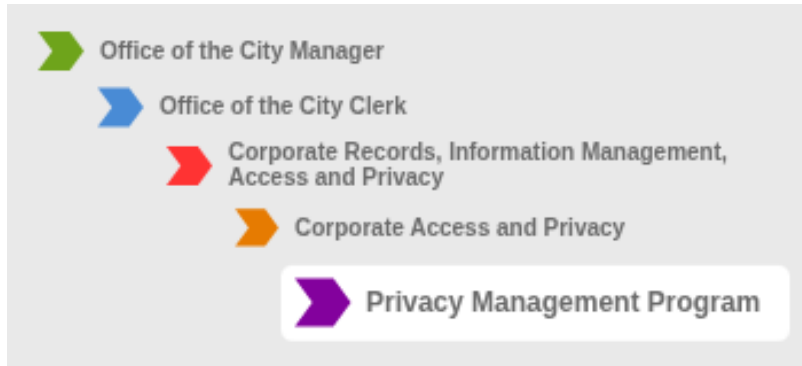 Office of the City Manager
Office of the City Clerk
Corporate Records, Information Management,
Access and Privacy
Corporate Access and Privacy
Privacy Management Program